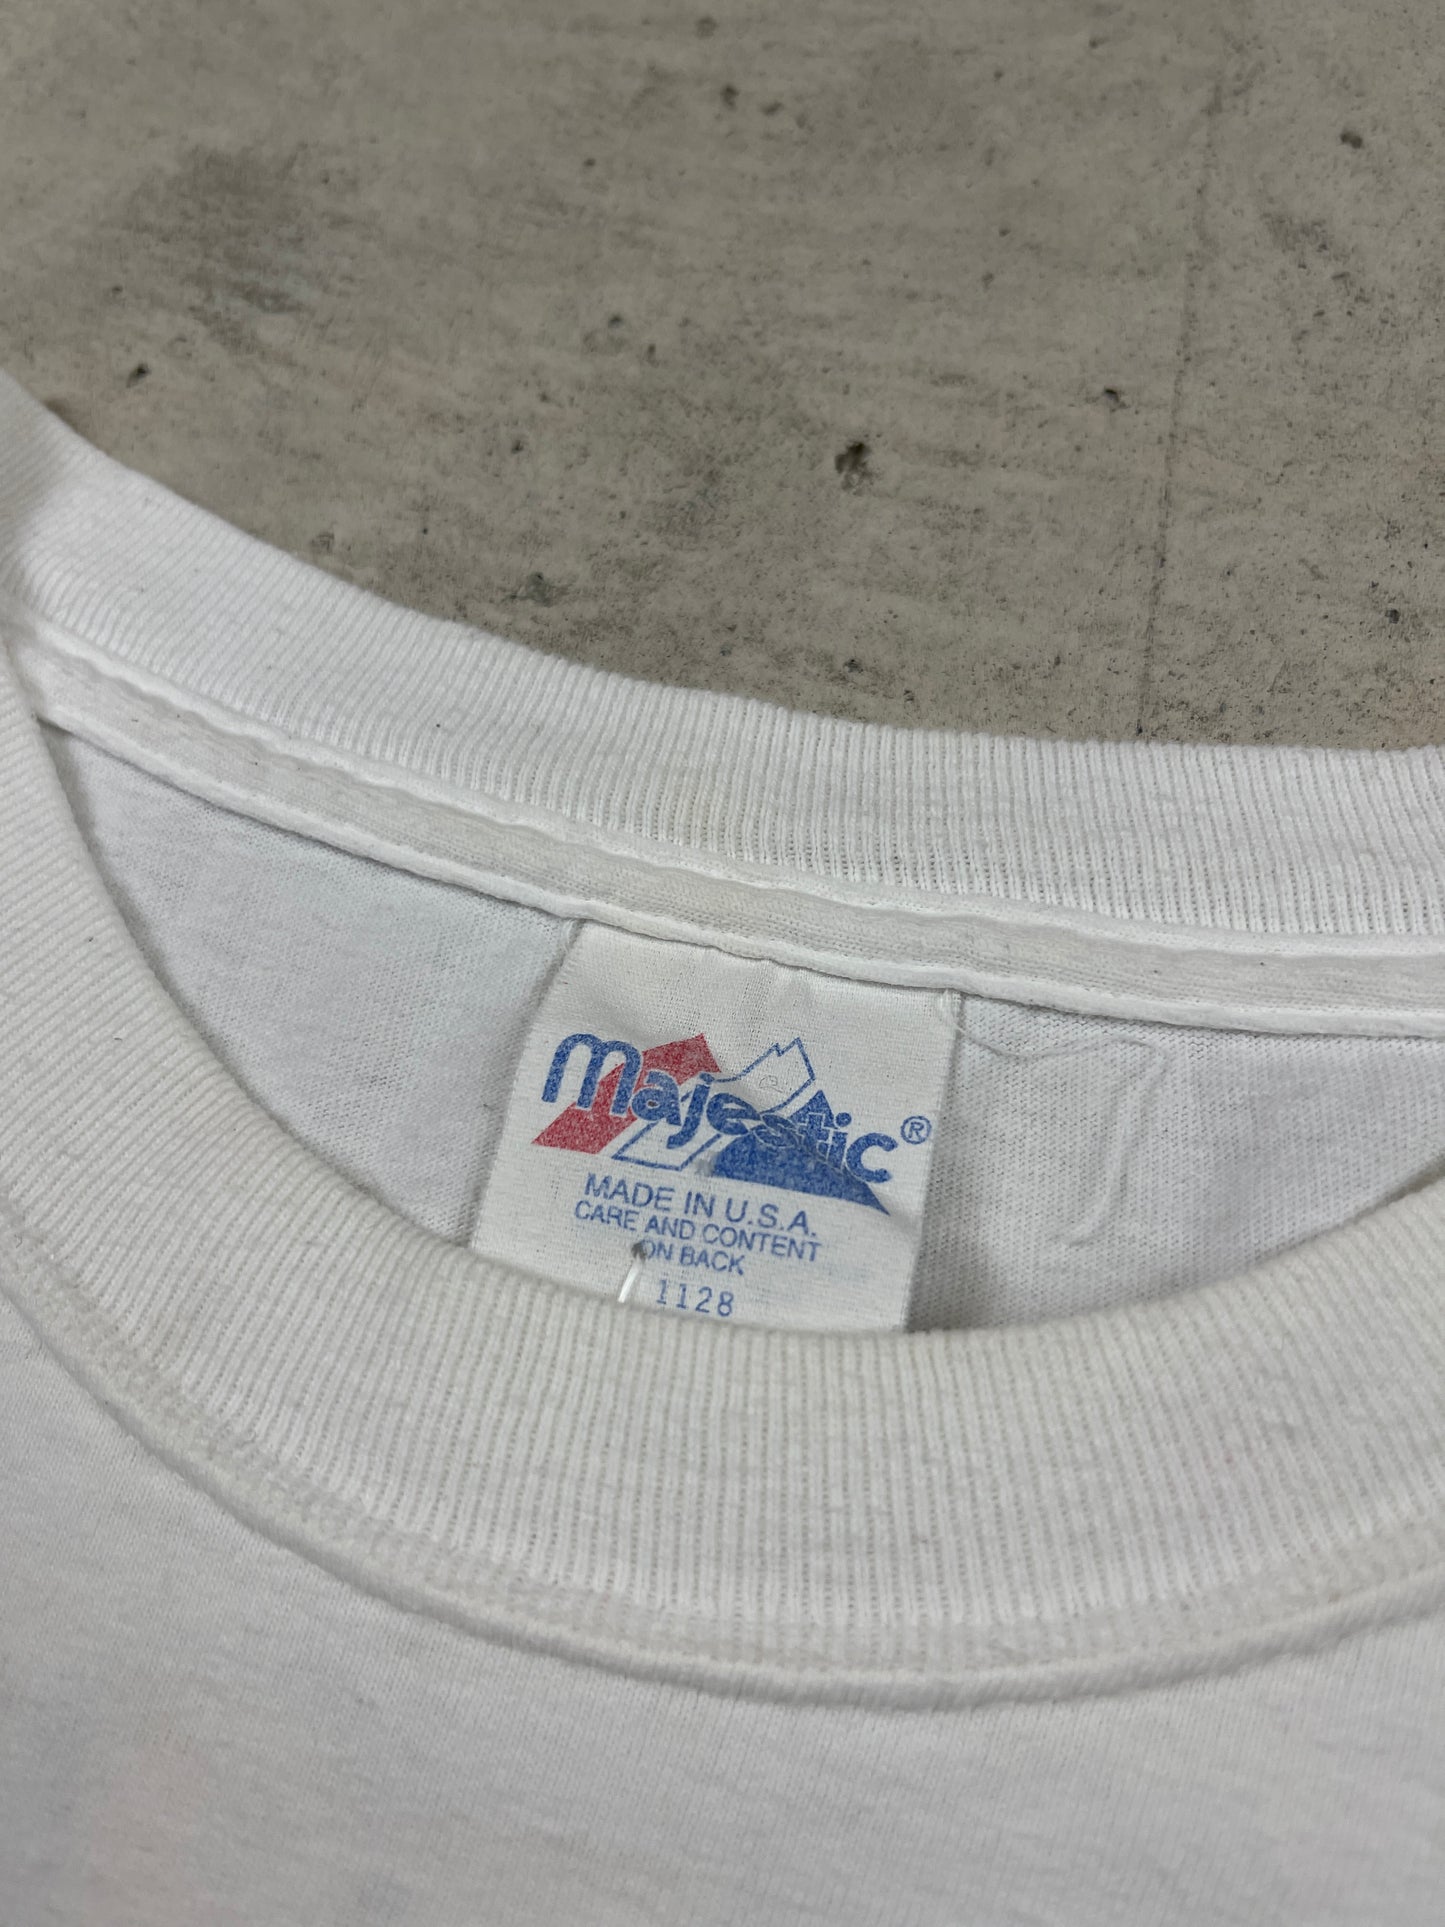 Majestic®
MADE IN U.S.A.
CARE AND CONTENT
ON BACK
1128